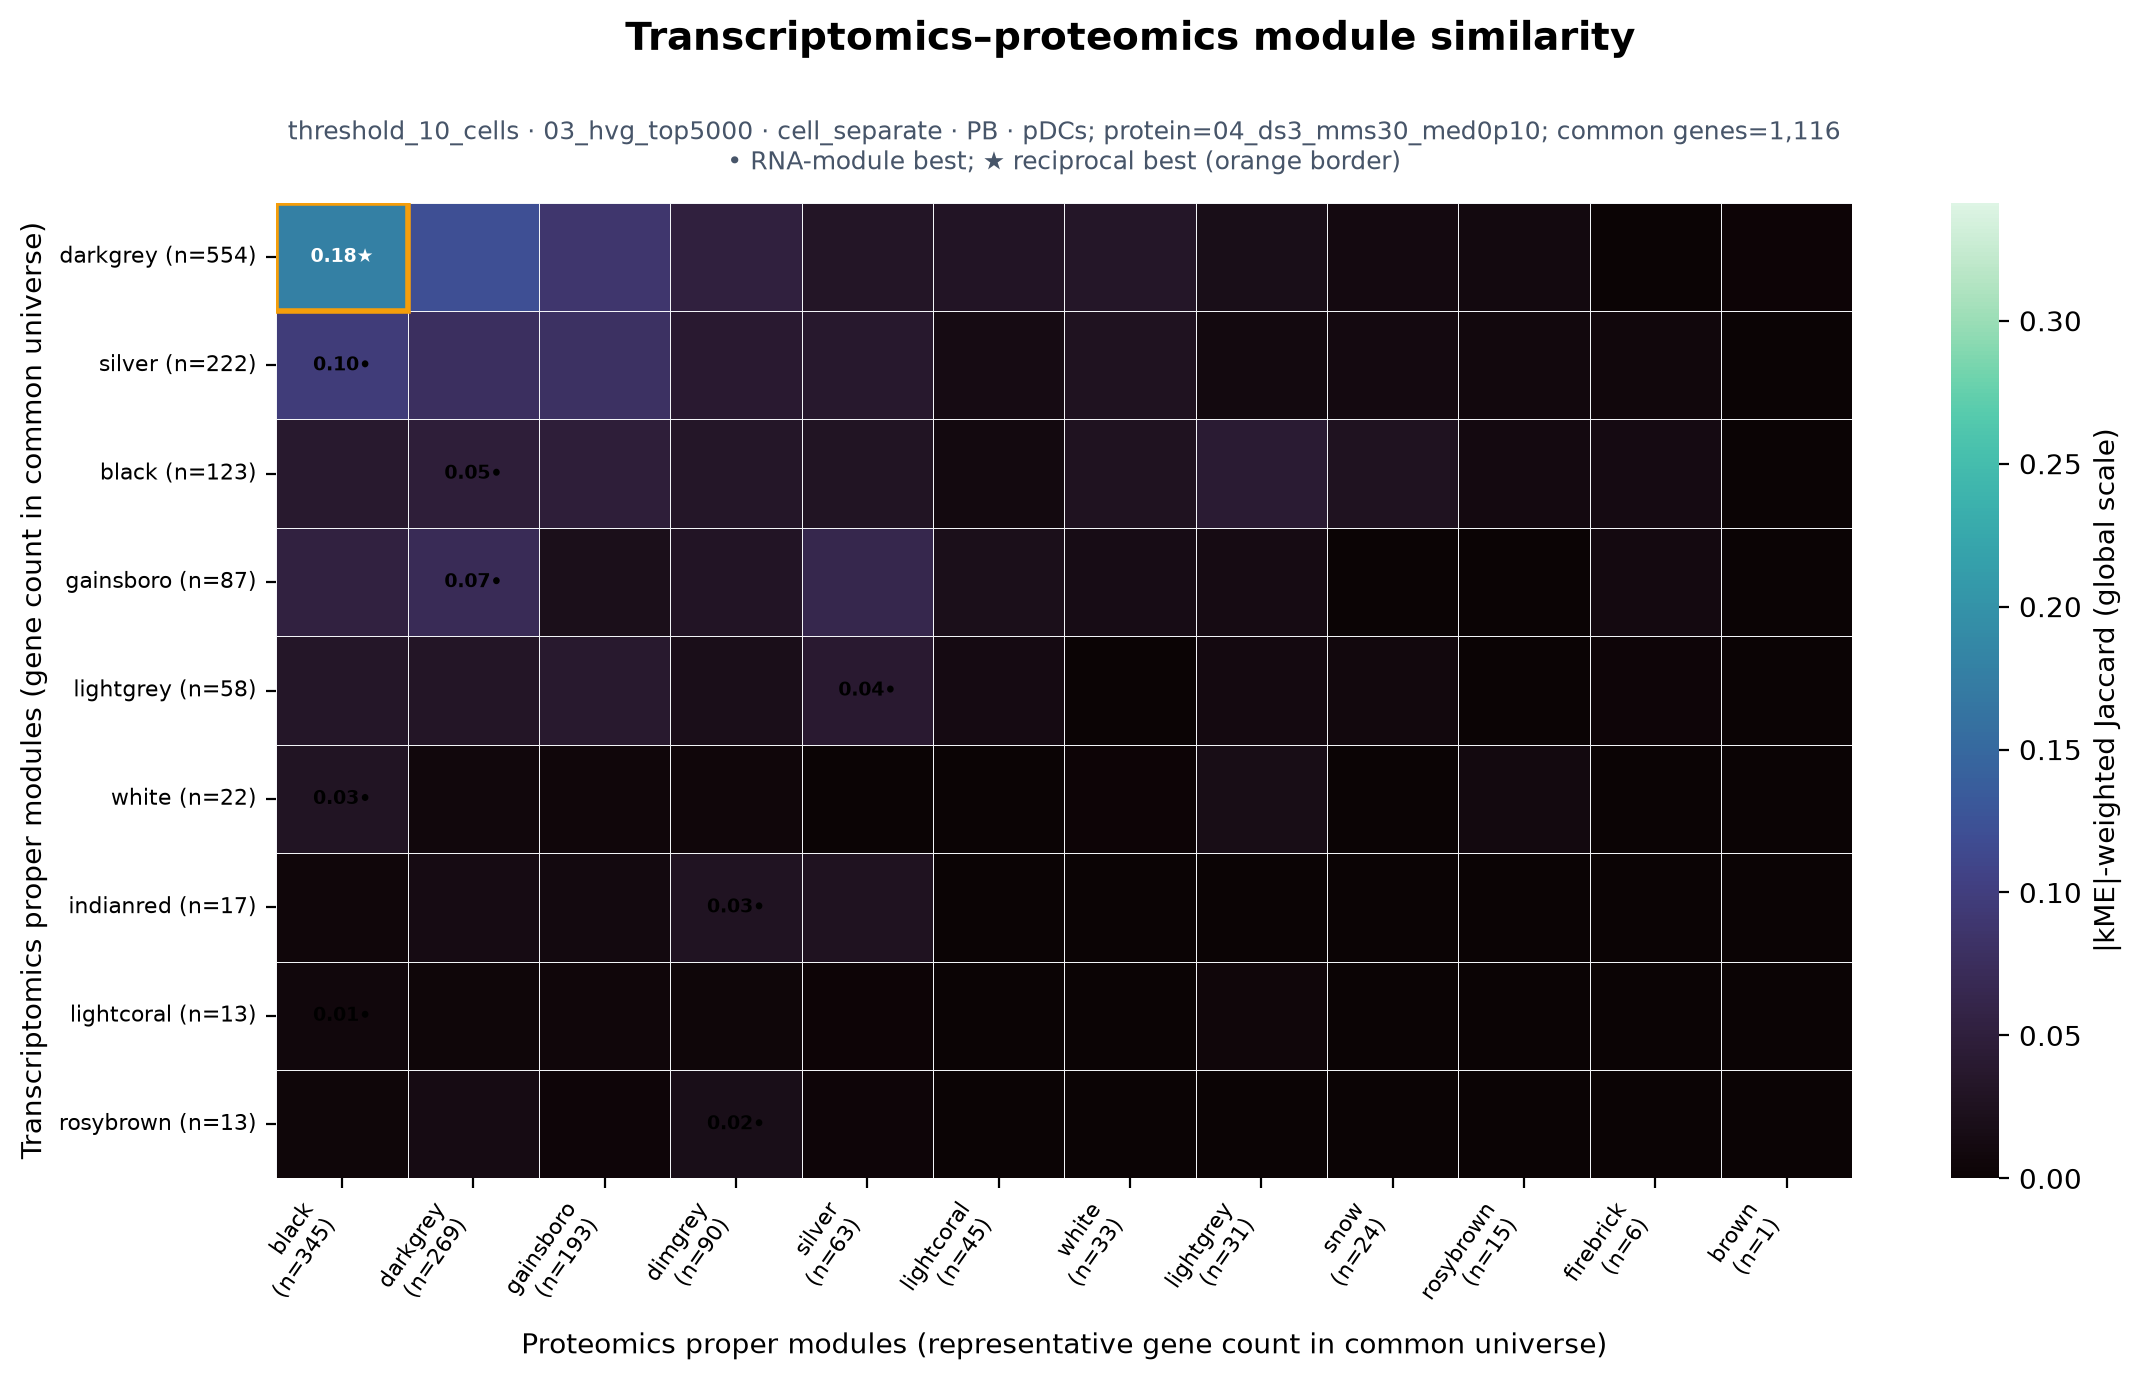 Transcriptomics–proteomics module similarity
threshold_10_cells · 03_hvg_top5000 · cell_separate · PB · pDCs; protein=04_ds3_mms30_med0p10; common genes=1,116
• RNA-module best; ★ reciprocal best (orange border)
Transcriptomics proper modules (gene count in common universe)
darkgrey (n=554)
0.18★
silver (n=222)
0.10•
black (n=123)
0.05•
gainsboro (n=87)
0.07•
lightgrey (n=58)
0.04•
white (n=22)
0.03•
indianred (n=17)
0.03•
lightcoral (n=13)
0.01•
rosybrown (n=13)
0.02•
black
(n=345)
darkgrey
(n=269)
gainsboro
(n=193)
dimgrey
(n=90)
silver
(n=63)
lightcoral
(n=45)
white
(n=33)
lightgrey
(n=31)
snow
(n=24)
rosybrown
(n=15)
firebrick
(n=6)
brown
(n=1)
Proteomics proper modules (representative gene count in common universe)
0.30
0.25
0.20
0.15
0.10
0.05
0.00
|kME|-weighted Jaccard (global scale)